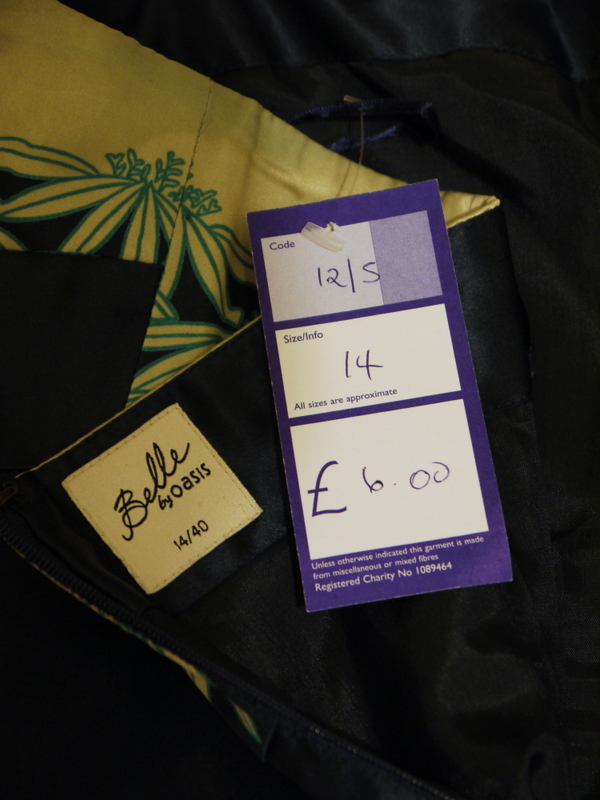 Code
12/5
Size/Info
14
All sizes are approximate
£ 6.00
Unless otherwise indicated this garment is made
from miscellaneous or mixed fibres
Registered Charity No 1089464
Belle
by oasis
14/40